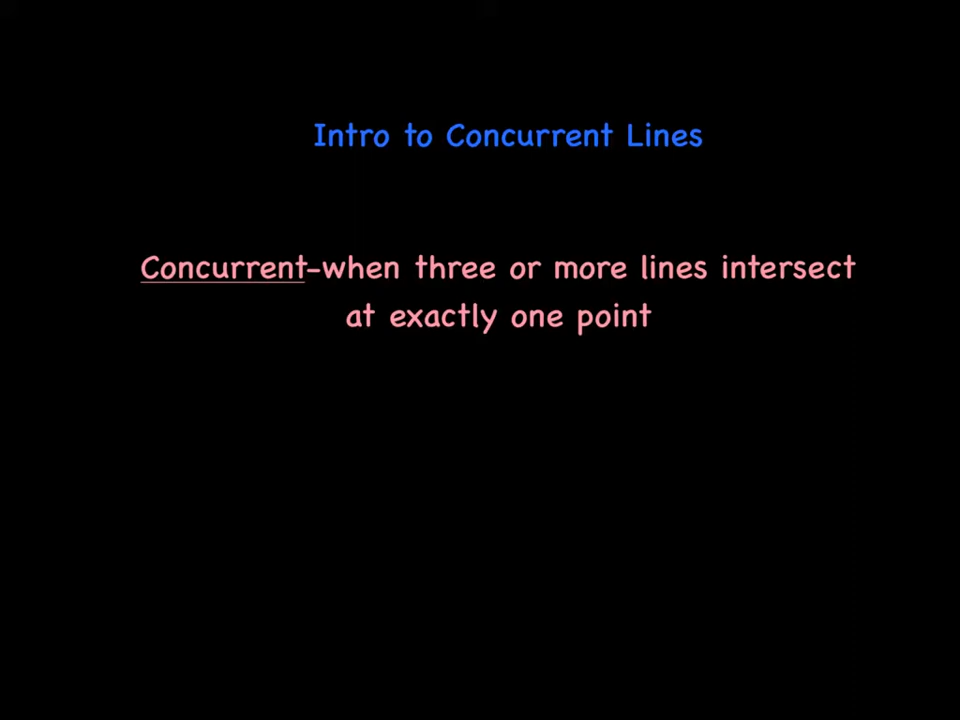 Intro to Concurrent Lines
Concurrent-when three or more lines intersect
at exactly one point